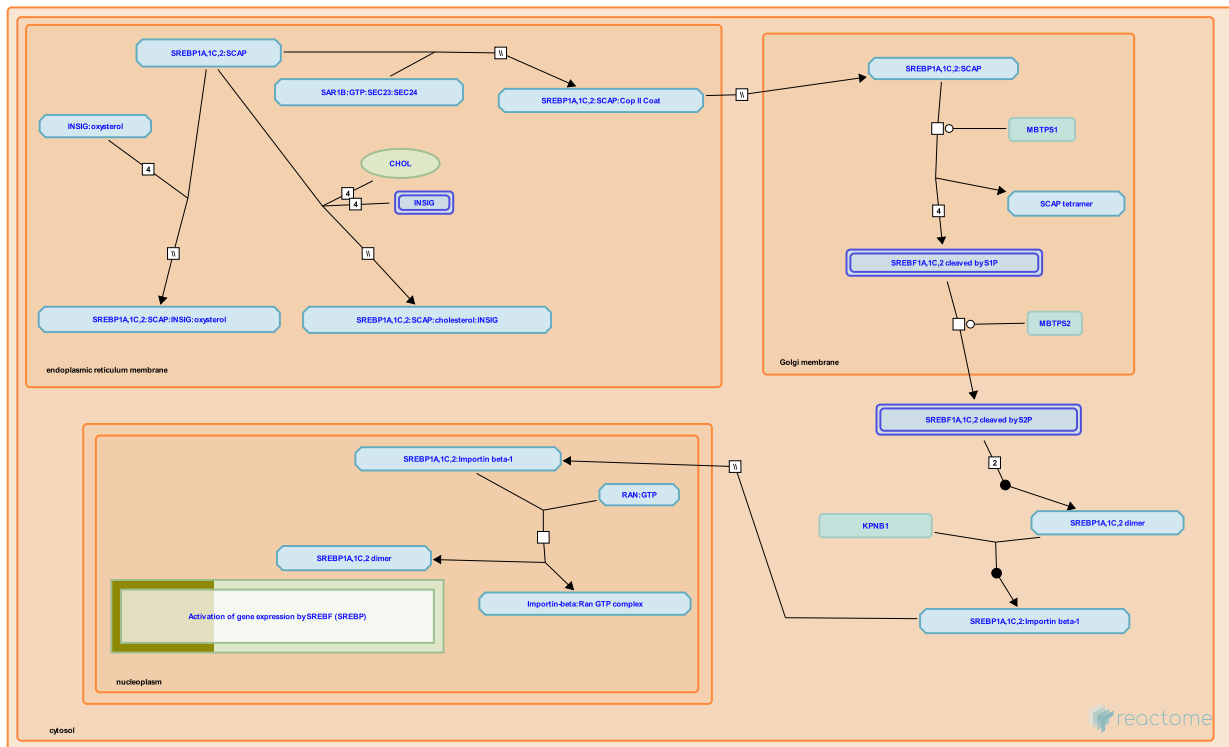 SREBP1A,1C,2:SCAP
\\
SAR1B:GTP:SEC23:SEC24
SREBP1A,1C,2:SCAP:Cop II Coat
\\
INSIG:oxysterol
4
CHOL
4
4
INSIG
\\
\\
SREBP1A,1C,2:SCAP:INSIG:oxysterol
SREBP1A,1C,2:SCAP:cholesterol:INSIG
endoplasmic reticulum membrane
SREBP1A,1C,2:SCAP
MBTPS1
SCAP tetramer
4
SREBF1A,1C,2 cleaved by S1P
MBTPS2
Golgi membrane
SREBF1A,1C,2 cleaved by S2P
2
SREBP1A,1C,2 dimer
KPNB1
SREBP1A,1C,2:Importin beta-1
\\
SREBP1A,1C,2:Importin beta-1
RAN:GTP
SREBP1A,1C,2 dimer
Importin-beta:Ran GTP complex
Activation of gene expression by SREBF (SREBP)
nucleoplasm
cytosol
reactome